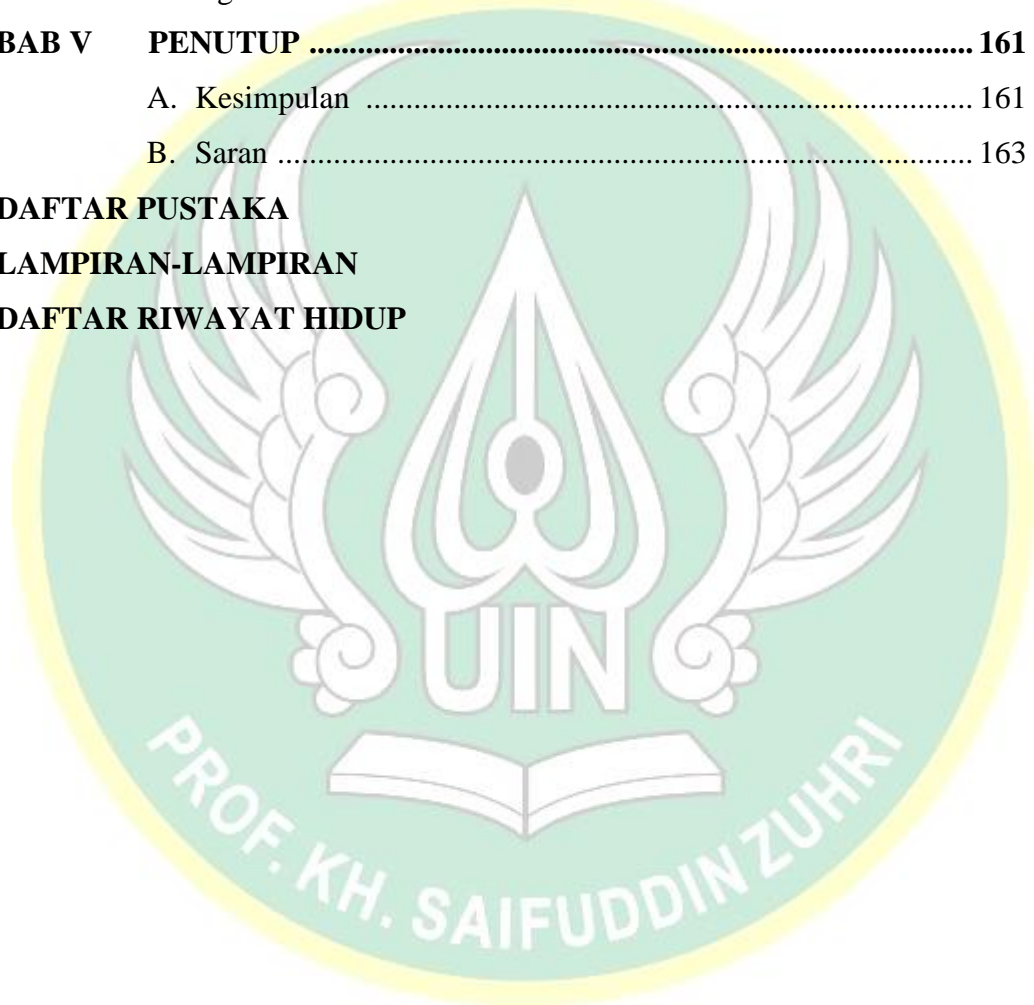 BAB V PENUTUP ........................................................................... 161
A. Kesimpulan .................................................................... 161
B. Saran .............................................................................. 163
DAFTAR PUSTAKA
LAMPIRAN-LAMPIRAN
DAFTAR RIWAYAT HIDUP
UIN
PROF. KH. SAIFUDDIN ZUHRI